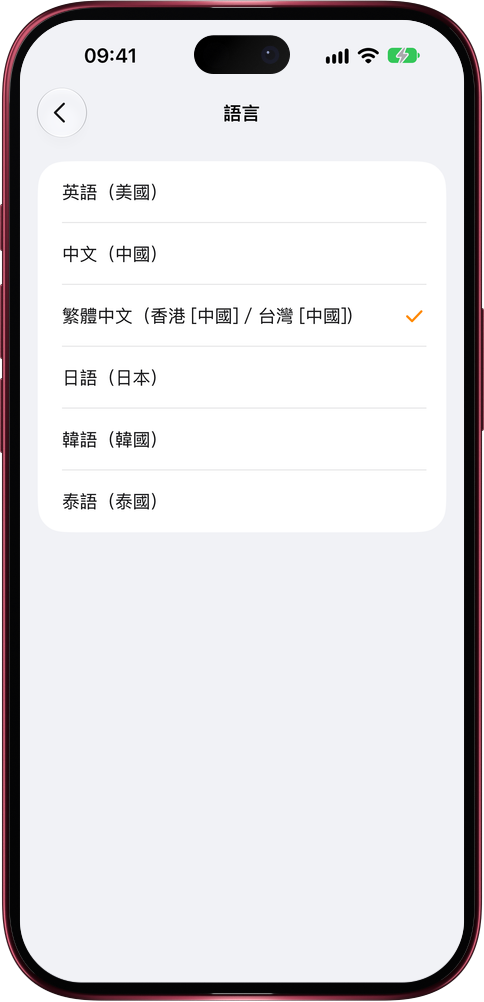 09:41
語言
英語（美國）
中文（中國）
繁體中文（香港 [中國] / 台灣 [中國]）
日語（日本）
韓語（韓國）
泰語（泰國）